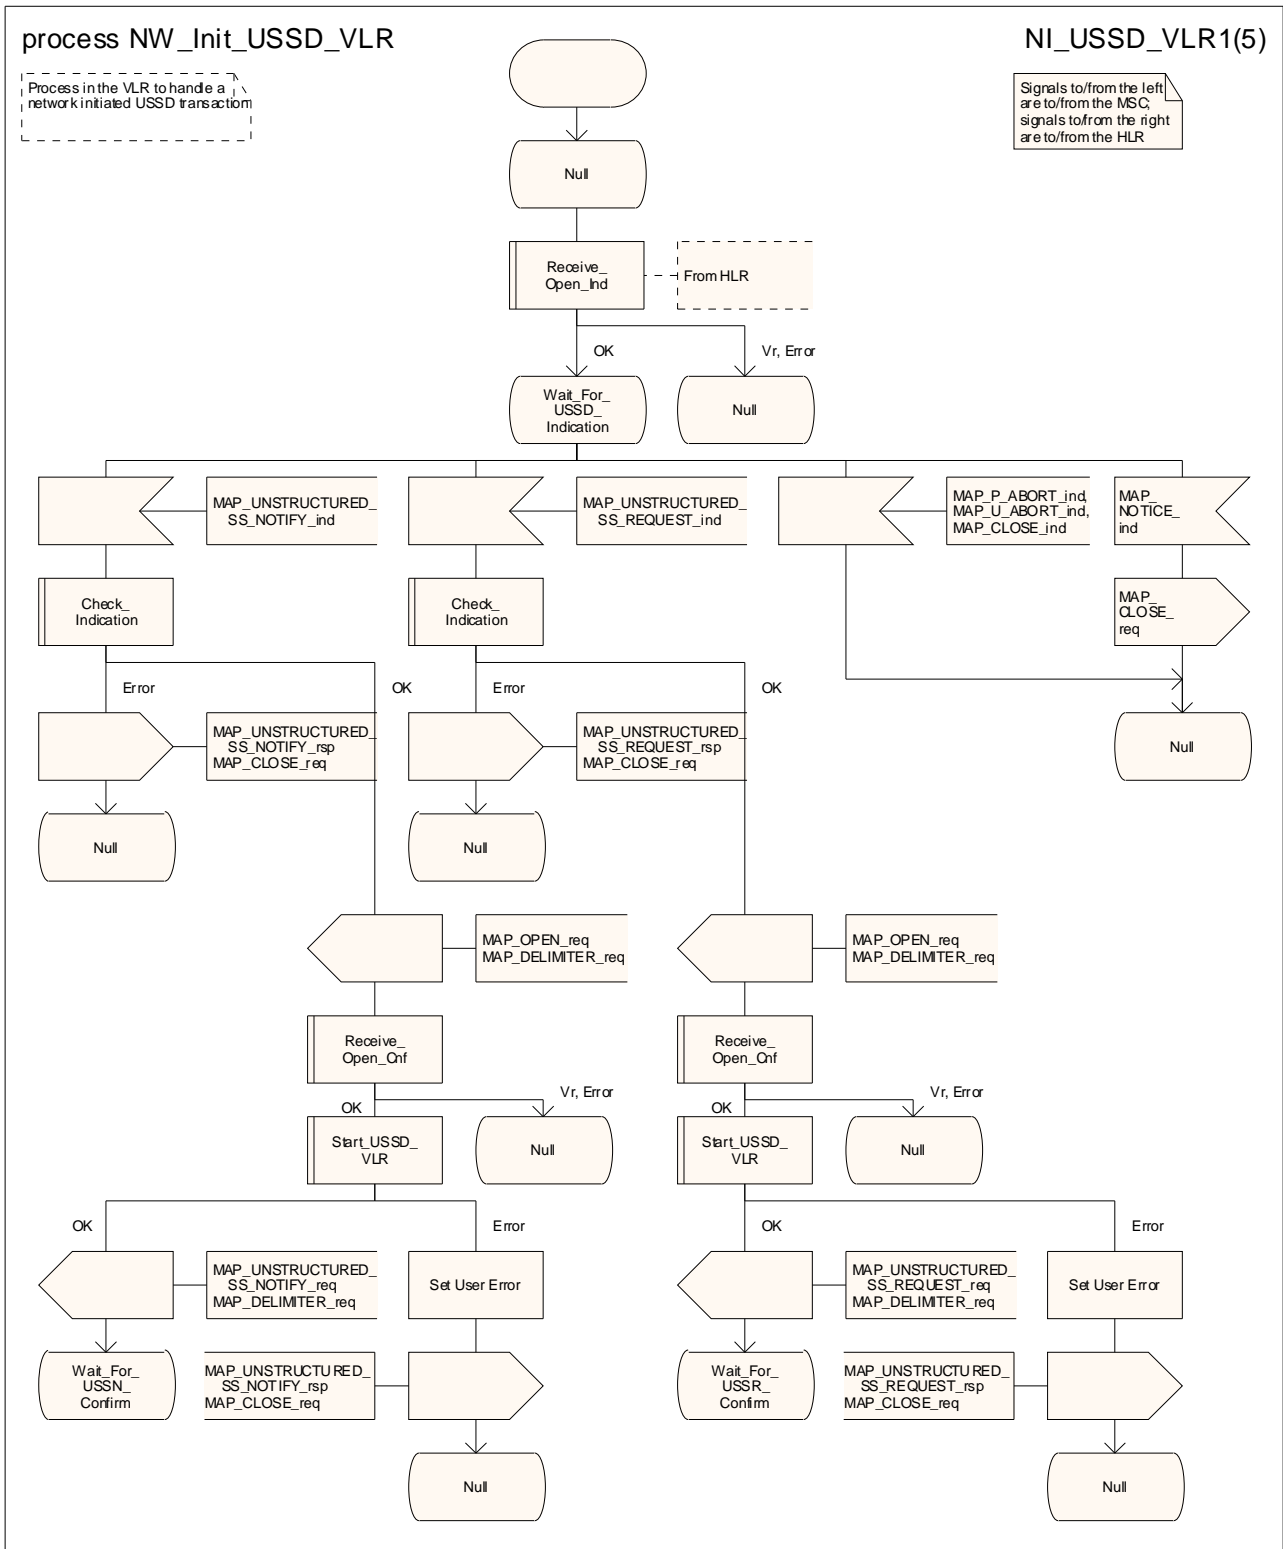 process NW_Init_USSD_VLR
NI_USSD_VLR1(5)
Process in the VLR to handle a
network initiated USSD transaction
Signals to/from the left
are to/from the MSC;
signals to/from the right
are to/from the HLR
Null
Receive_
Open_Ind
From HLR
OK
Vr, Error
Wait_For_
USSD_
Indication
Null
MAP_UNSTRUCTURED_
SS_NOTIFY_ind
MAP_UNSTRUCTURED_
SS_REQUEST_ind
MAP_P_ABORT_ind,
MAP_U_ABORT_ind,
MAP_CLOSE_ind
MAP_
NOTICE_
ind
Check_
Indication
Check_
Indication
MAP_
CLOSE_
req
Error
OK
Error
OK
MAP_UNSTRUCTURED_
SS_NOTIFY_rsp
MAP_CLOSE_req
MAP_UNSTRUCTURED_
SS_REQUEST_rsp
MAP_CLOSE_req
Null
Null
Null
MAP_OPEN_req
MAP_DELIMITER_req
MAP_OPEN_req
MAP_DELIMITER_req
Receive_
Open_Cnf
Receive_
Open_Cnf
OK
Vr, Error
OK
Vr, Error
Start_USSD_
VLR
Null
Start_USSD_
VLR
Null
OK
Error
OK
Error
MAP_UNSTRUCTURED_
SS_NOTIFY_req
MAP_DELIMITER_req
Set User Error
MAP_UNSTRUCTURED_
SS_REQUEST_req
MAP_DELIMITER_req
Set User Error
Wait_For_
USSN_
Confirm
MAP_UNSTRUCTURED_
SS_NOTIFY_rsp
MAP_CLOSE_req
Wait_For_
USSR_
Confirm
MAP_UNSTRUCTURED_
SS_REQUEST_rsp
MAP_CLOSE_req
Null
Null